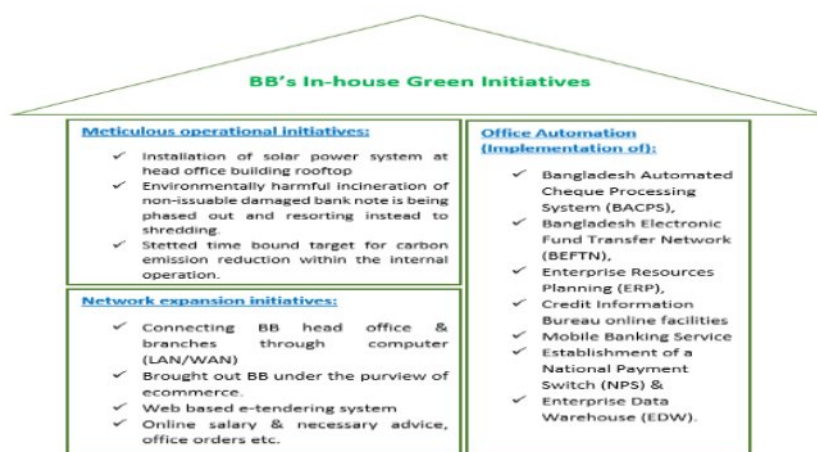 BB's In-house Green Initiatives
Meticulous operational initiatives:
✓ Installation of solar power system at
head office building rooftop
✓ Environmentally harmful incineration of
non-issuable damaged bank note is being
phased out and resorting instead to
shredding.
✓ Stetted time bound target for carbon
emission reduction within the internal
operation.
Network expansion initiatives:
✓ Connecting BB head office &
branches through computer
(LAN/WAN)
✓ Brought out BB under the purview of
ecommerce.
✓ Web based e-tendering system
✓ Online salary & necessary advice,
office orders etc.
Office Automation
(Implementation of):
✓ Bangladesh Automated
Cheque Processing
System (BACPS),
✓ Bangladesh Electronic
Fund Transfer Network
(BEFTN),
✓ Enterprise Resources
Planning (ERP),
✓ Credit Information
Bureau online facilities
✓ Mobile Banking Service
✓ Establishment of a
National Payment
Switch (NPS) &
✓ Enterprise Data
Warehouse (EDW).